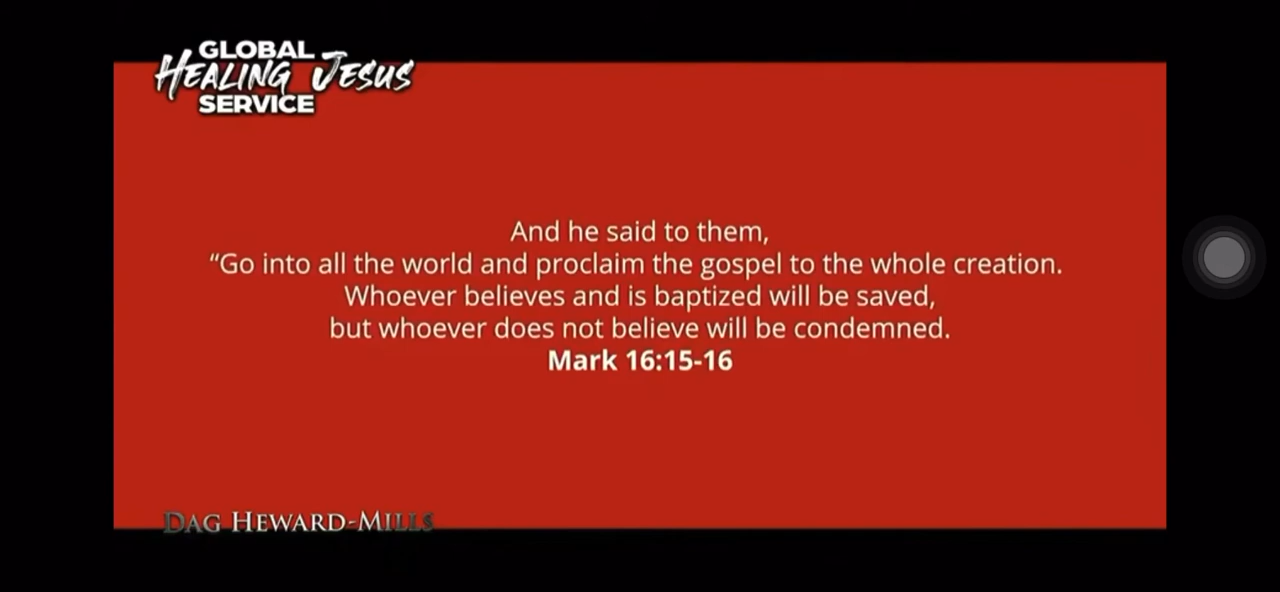 GLOBAL
HEALING JESUS
SERVICE
And he said to them,
“Go into all the world and proclaim the gospel to the whole creation.
Whoever believes and is baptized will be saved,
but whoever does not believe will be condemned.
Mark 16:15-16
DAG HEWARD-MILLS